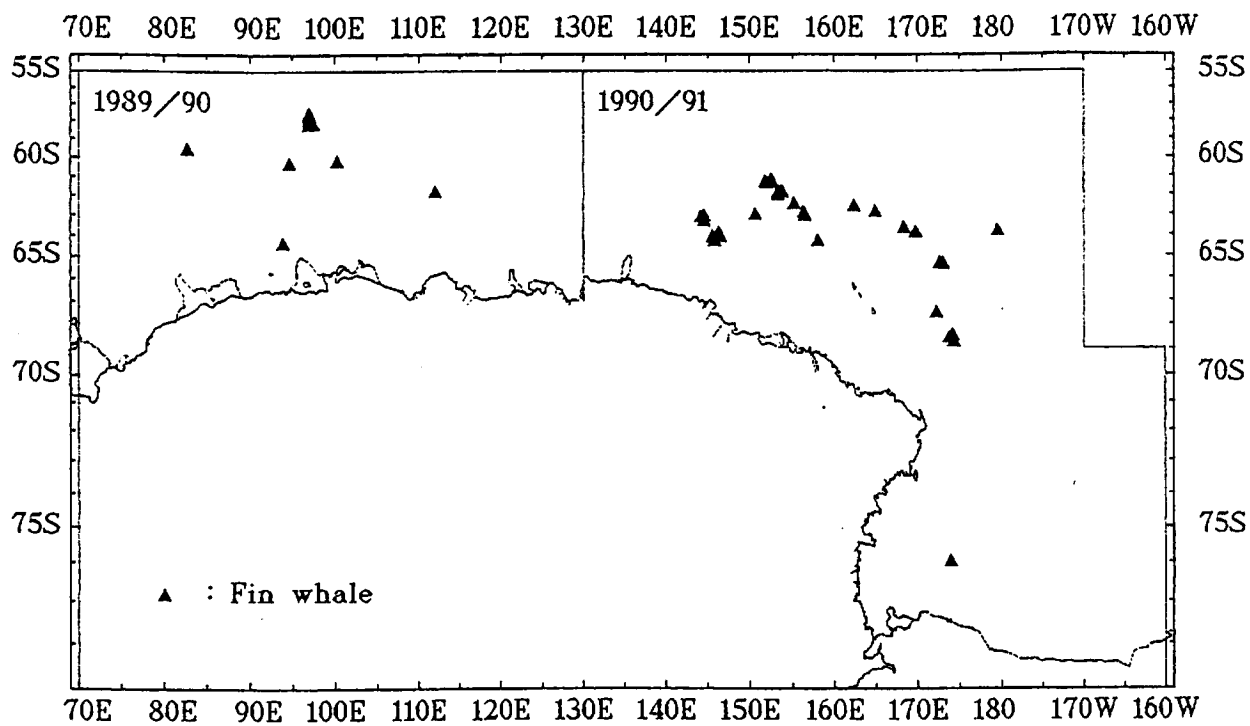 70E 80E 90E 100E 110E 120E 130E 140E 150E 160E 170E 180 170W 160W
55S 55S
1989/90 1990/91
60S 60S
65S 65S
70S 70S
75S 75S
▲ : Fin whale
70E 80E 90E 100E 110E 120E 130E 140E 150E 160E 170E 180 170W 160W